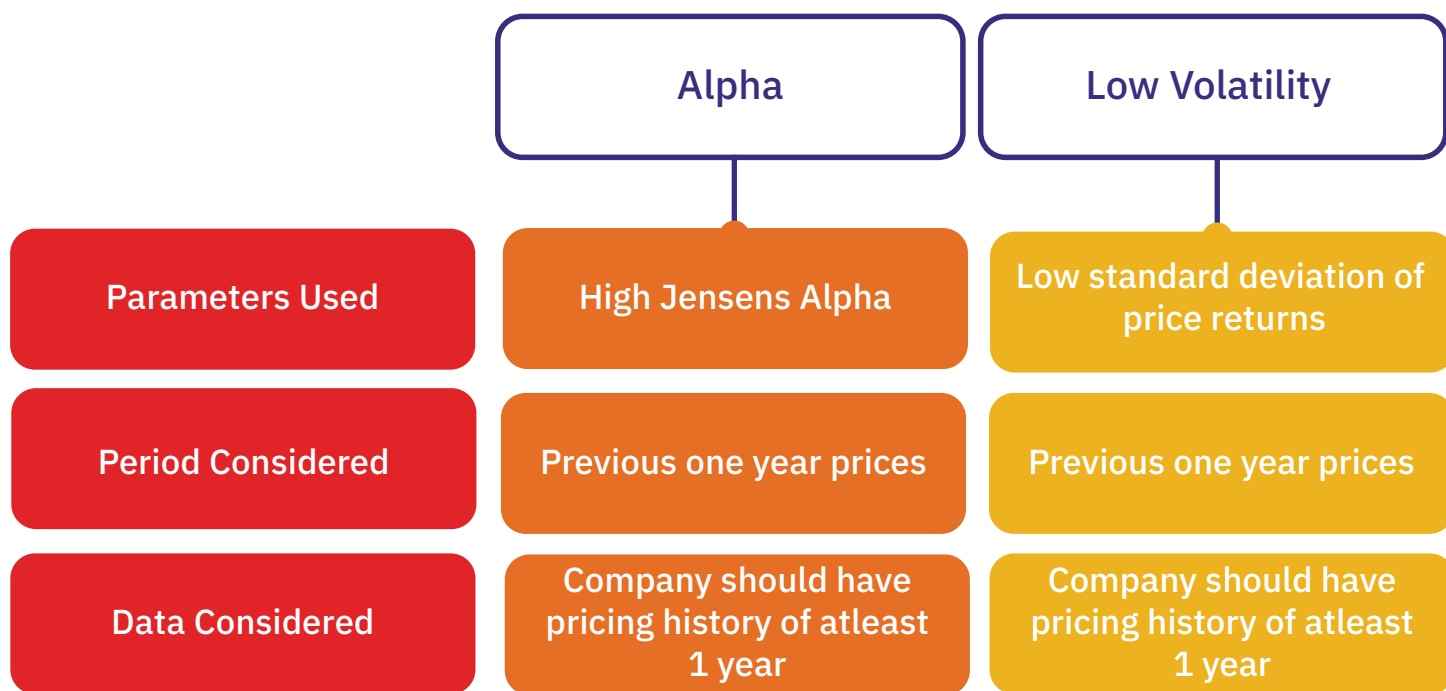 Alpha
Low Volatility
Parameters Used
High Jensens Alpha
Low standard deviation of
price returns
Period Considered
Previous one year prices
Previous one year prices
Data Considered
Company should have
pricing history of atleast
1 year
Company should have
pricing history of atleast
1 year